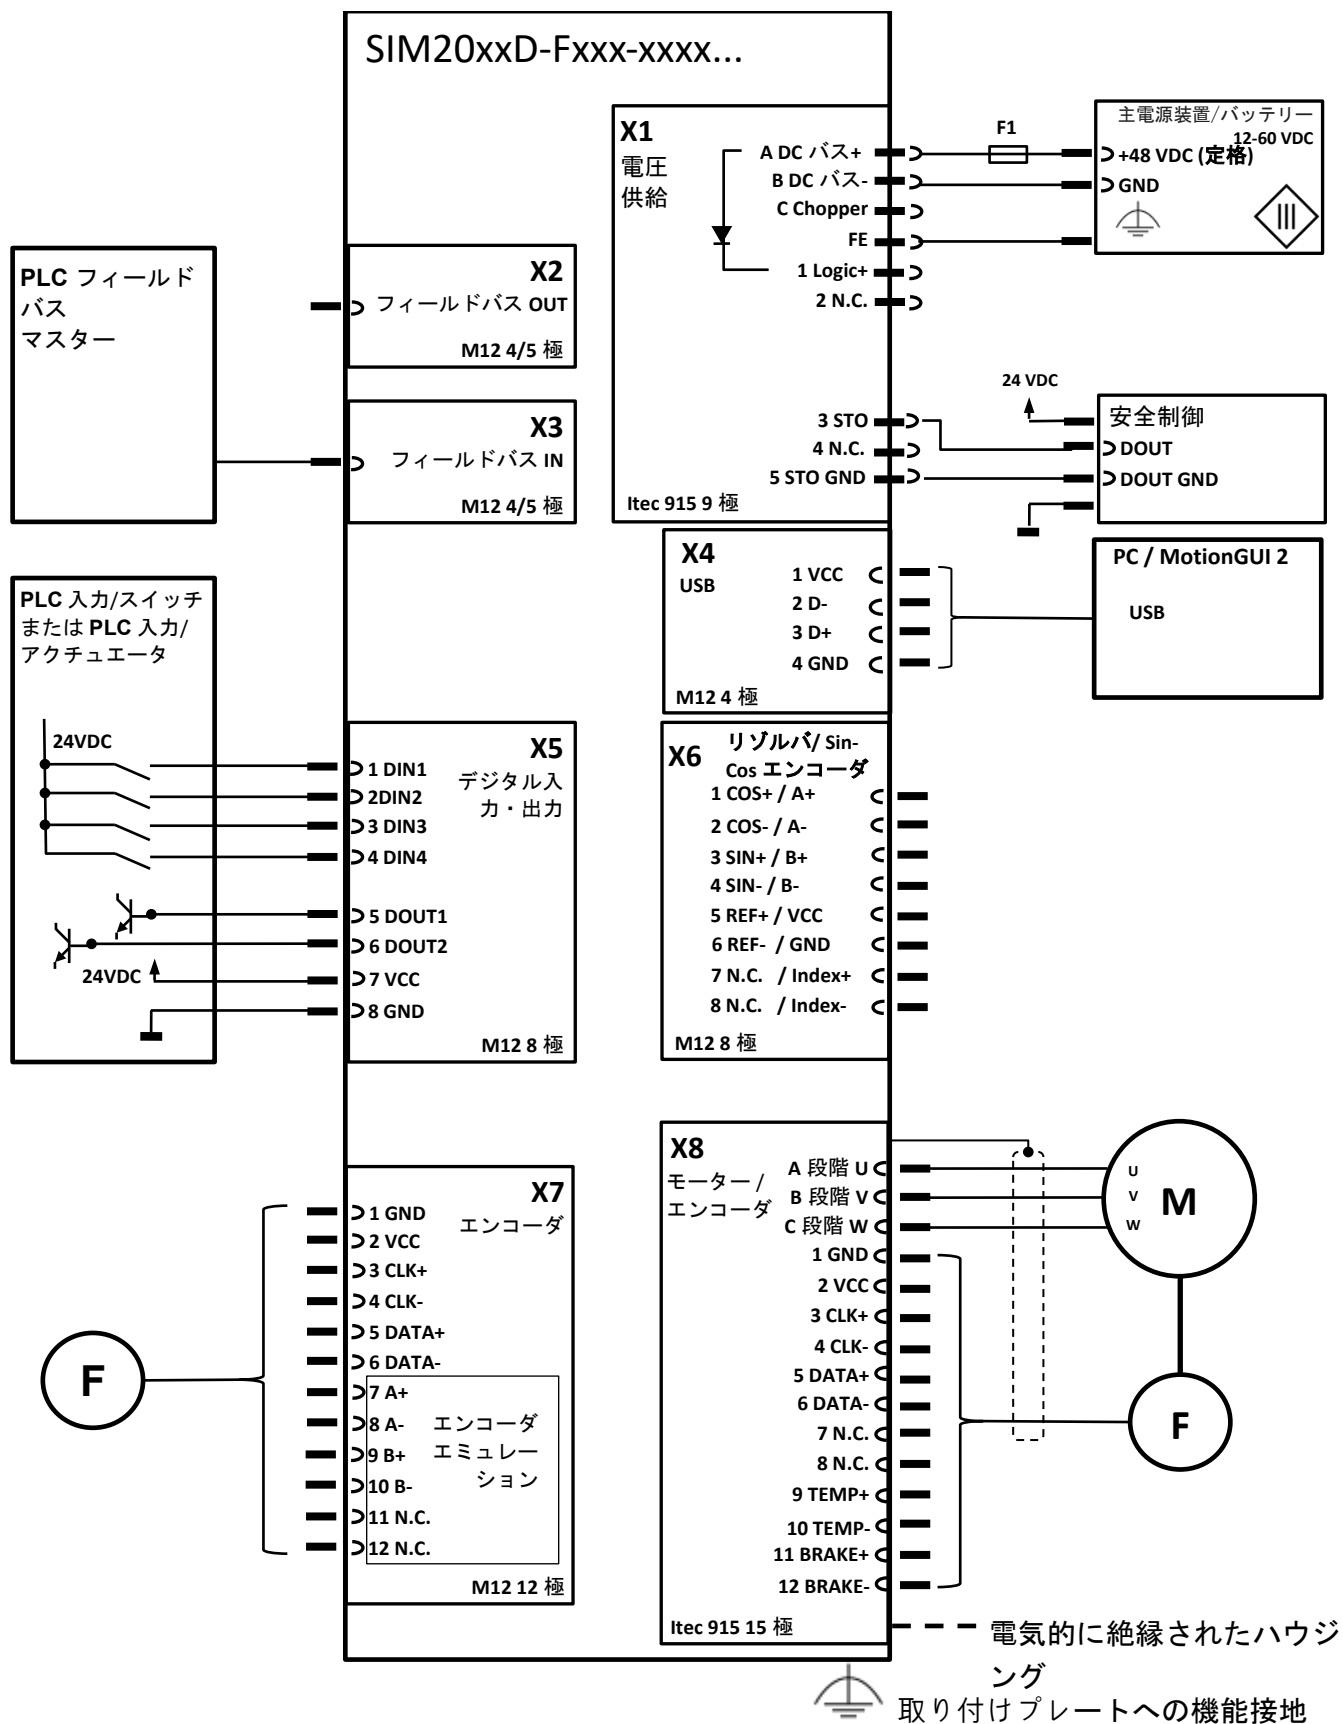 SIM20xxD-Fxxx-xxxx...
X1
電圧
供給
A DC バス+
B DC バス-
C Chopper
FE
1 Logic+
2 N.C.
3 STO
4 N.C.
5 STO GND
Itec 915 9 極
F1
主電源装置/バッテリー
12-60 VDC
+48 VDC (定格)
GND
III
PLC フィールド
バス
マスター
X2
フィールドバス OUT
M12 4/5 極
X3
フィールドバス IN
M12 4/5 極
24 VDC
安全制御
DOUT
DOUT GND
X4
USB
1 VCC
2 D-
3 D+
4 GND
M12 4 極
PC / MotionGUI 2
USB
PLC 入力/スイッチ
または PLC 入力/
アクチュエータ
24VDC
24VDC
X5
デジタル入
力・出力
1 DIN1
2DIN2
3 DIN3
4 DIN4
5 DOUT1
6 DOUT2
7 VCC
8 GND
M12 8 極
X6
リゾルバ/ Sin-
Cos エンコーダ
1 COS+ / A+
2 COS- / A-
3 SIN+ / B+
4 SIN- / B-
5 REF+ / VCC
6 REF- / GND
7 N.C. / Index+
8 N.C. / Index-
M12 8 極
F
X7
エンコーダ
1 GND
2 VCC
3 CLK+
4 CLK-
5 DATA+
6 DATA-
7 A+
8 A-
9 B+
10 B-
11 N.C.
12 N.C.
エンコーダ
エミュレー
ション
M12 12 極
X8
モーター /
エンコーダ
A 段階 U
B 段階 V
C 段階 W
1 GND
2 VCC
3 CLK+
4 CLK-
5 DATA+
6 DATA-
7 N.C.
8 N.C.
9 TEMP+
10 TEMP-
11 BRAKE+
12 BRAKE-
Itec 915 15 極
U
V
W
M
F
電気的に絶縁されたハウジ
ング
取り付けプレートへの機能接地